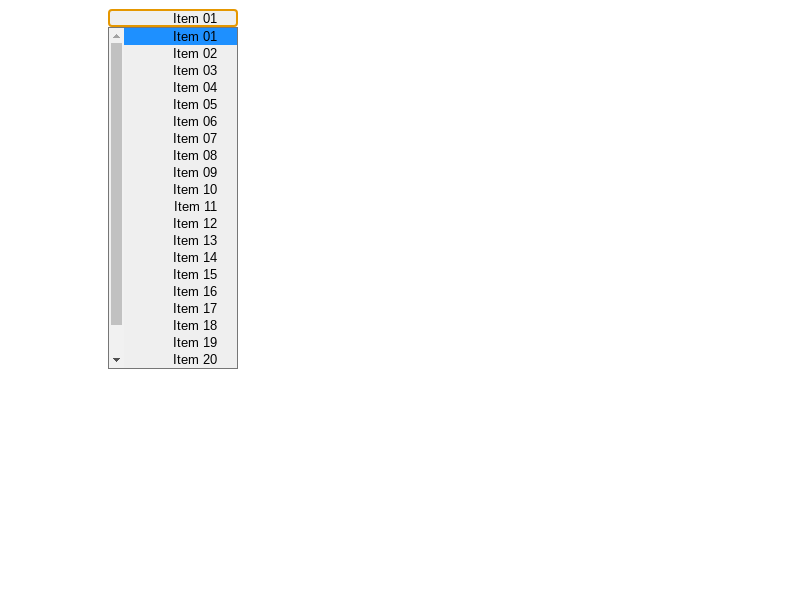 Item 01
Item 01
Item 02
Item 03
Item 04
Item 05
Item 06
Item 07
Item 08
Item 09
Item 10
Item 11
Item 12
Item 13
Item 14
Item 15
Item 16
Item 17
Item 18
Item 19
Item 20